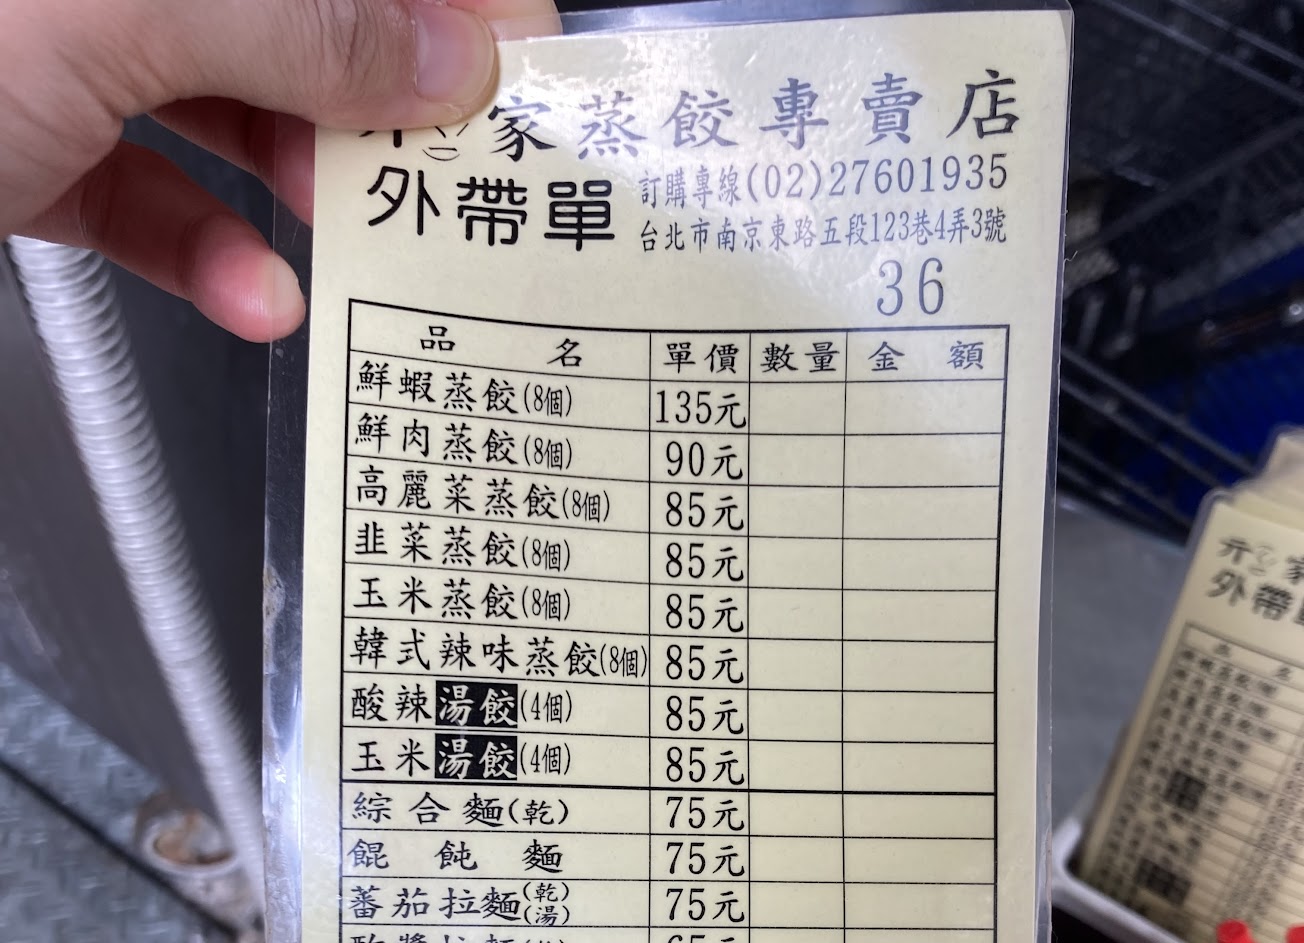 家蒸餃專賣店
外帶單
訂購專線(02)27601935
台北市南京東路五段123巷4弄3號
36
品名 單價 數量 金額
鮮蝦蒸餃(8個) 135元
鮮肉蒸餃(8個) 90元
高麗菜蒸餃(8個) 85元
韭菜蒸餃(8個) 85元
玉米蒸餃(8個) 85元
韓式辣味蒸餃(8個) 85元
酸辣湯餃(4個) 85元
玉米湯餃(4個) 85元
綜合麵(乾) 75元
餛飩麵 75元
蕃茄拉麵(乾)(湯) 75元
家
外帶